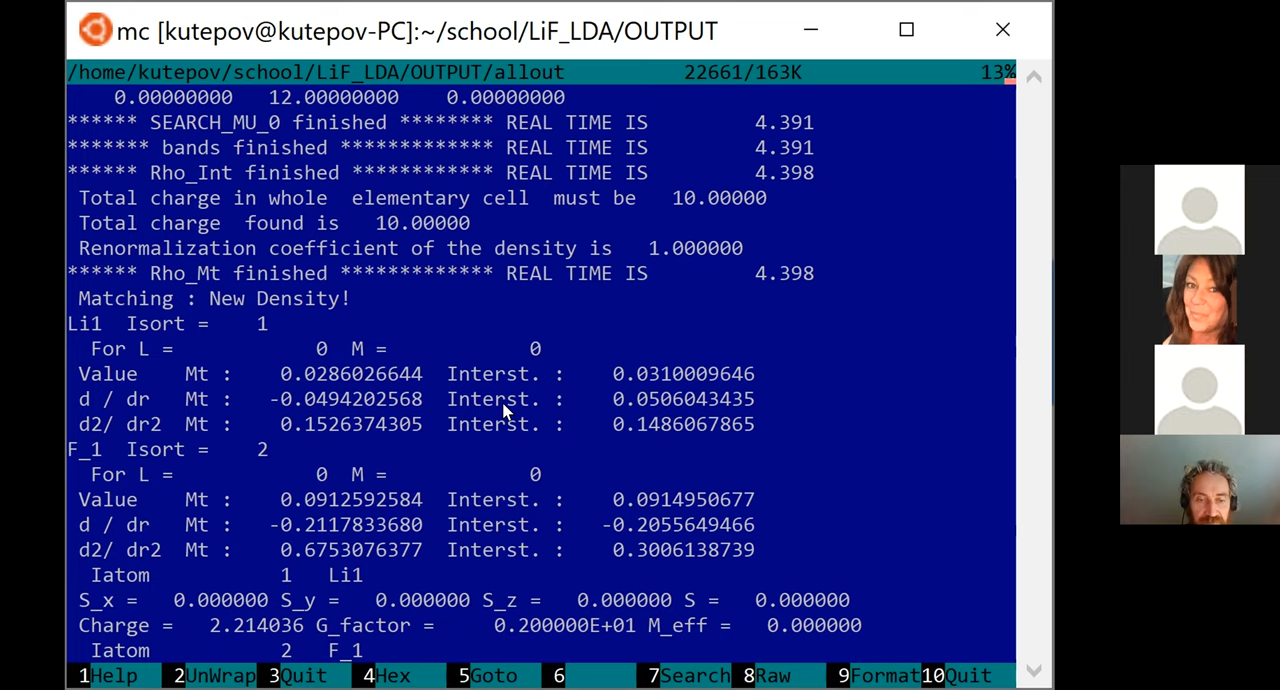 mc [kutepov@kutepov-PC]:~/school/LiF_LDA/OUTPUT
/home/kutepov/school/LiF_LDA/OUTPUT/allout 22661/163K 13%
0.00000000 12.00000000 0.00000000
****** SEARCH_MU_0 finished ******** REAL TIME IS 4.391
******* bands finished ************* REAL TIME IS 4.391
****** Rho_Int finished ************ REAL TIME IS 4.398
Total charge in whole elementary cell must be 10.00000
Total charge found is 10.00000
Renormalization coefficient of the density is 1.000000
****** Rho_Mt finished ************* REAL TIME IS 4.398
Matching : New Density!
Li1 Isort = 1
For L = 0 M = 0
Value Mt : 0.0286026644 Interst. : 0.0310009646
d / dr Mt : -0.0494202568 Interst. : 0.0506043435
d2/ dr2 Mt : 0.1526374305 Interst. : 0.1486067865
F_1 Isort = 2
For L = 0 M = 0
Value Mt : 0.0912592584 Interst. : 0.0914950677
d / dr Mt : -0.2117833680 Interst. : -0.2055649466
d2/ dr2 Mt : 0.6753076377 Interst. : 0.3006138739
Iatom 1 Li1
S_x = 0.000000 S_y = 0.000000 S_z = 0.000000 S = 0.000000
Charge = 2.214036 G_factor = 0.200000E+01 M_eff = 0.000000
Iatom 2 F_1
1Help 2UnWrap 3Quit 4Hex 5Goto 6 7Search 8Raw 9Format 10Quit